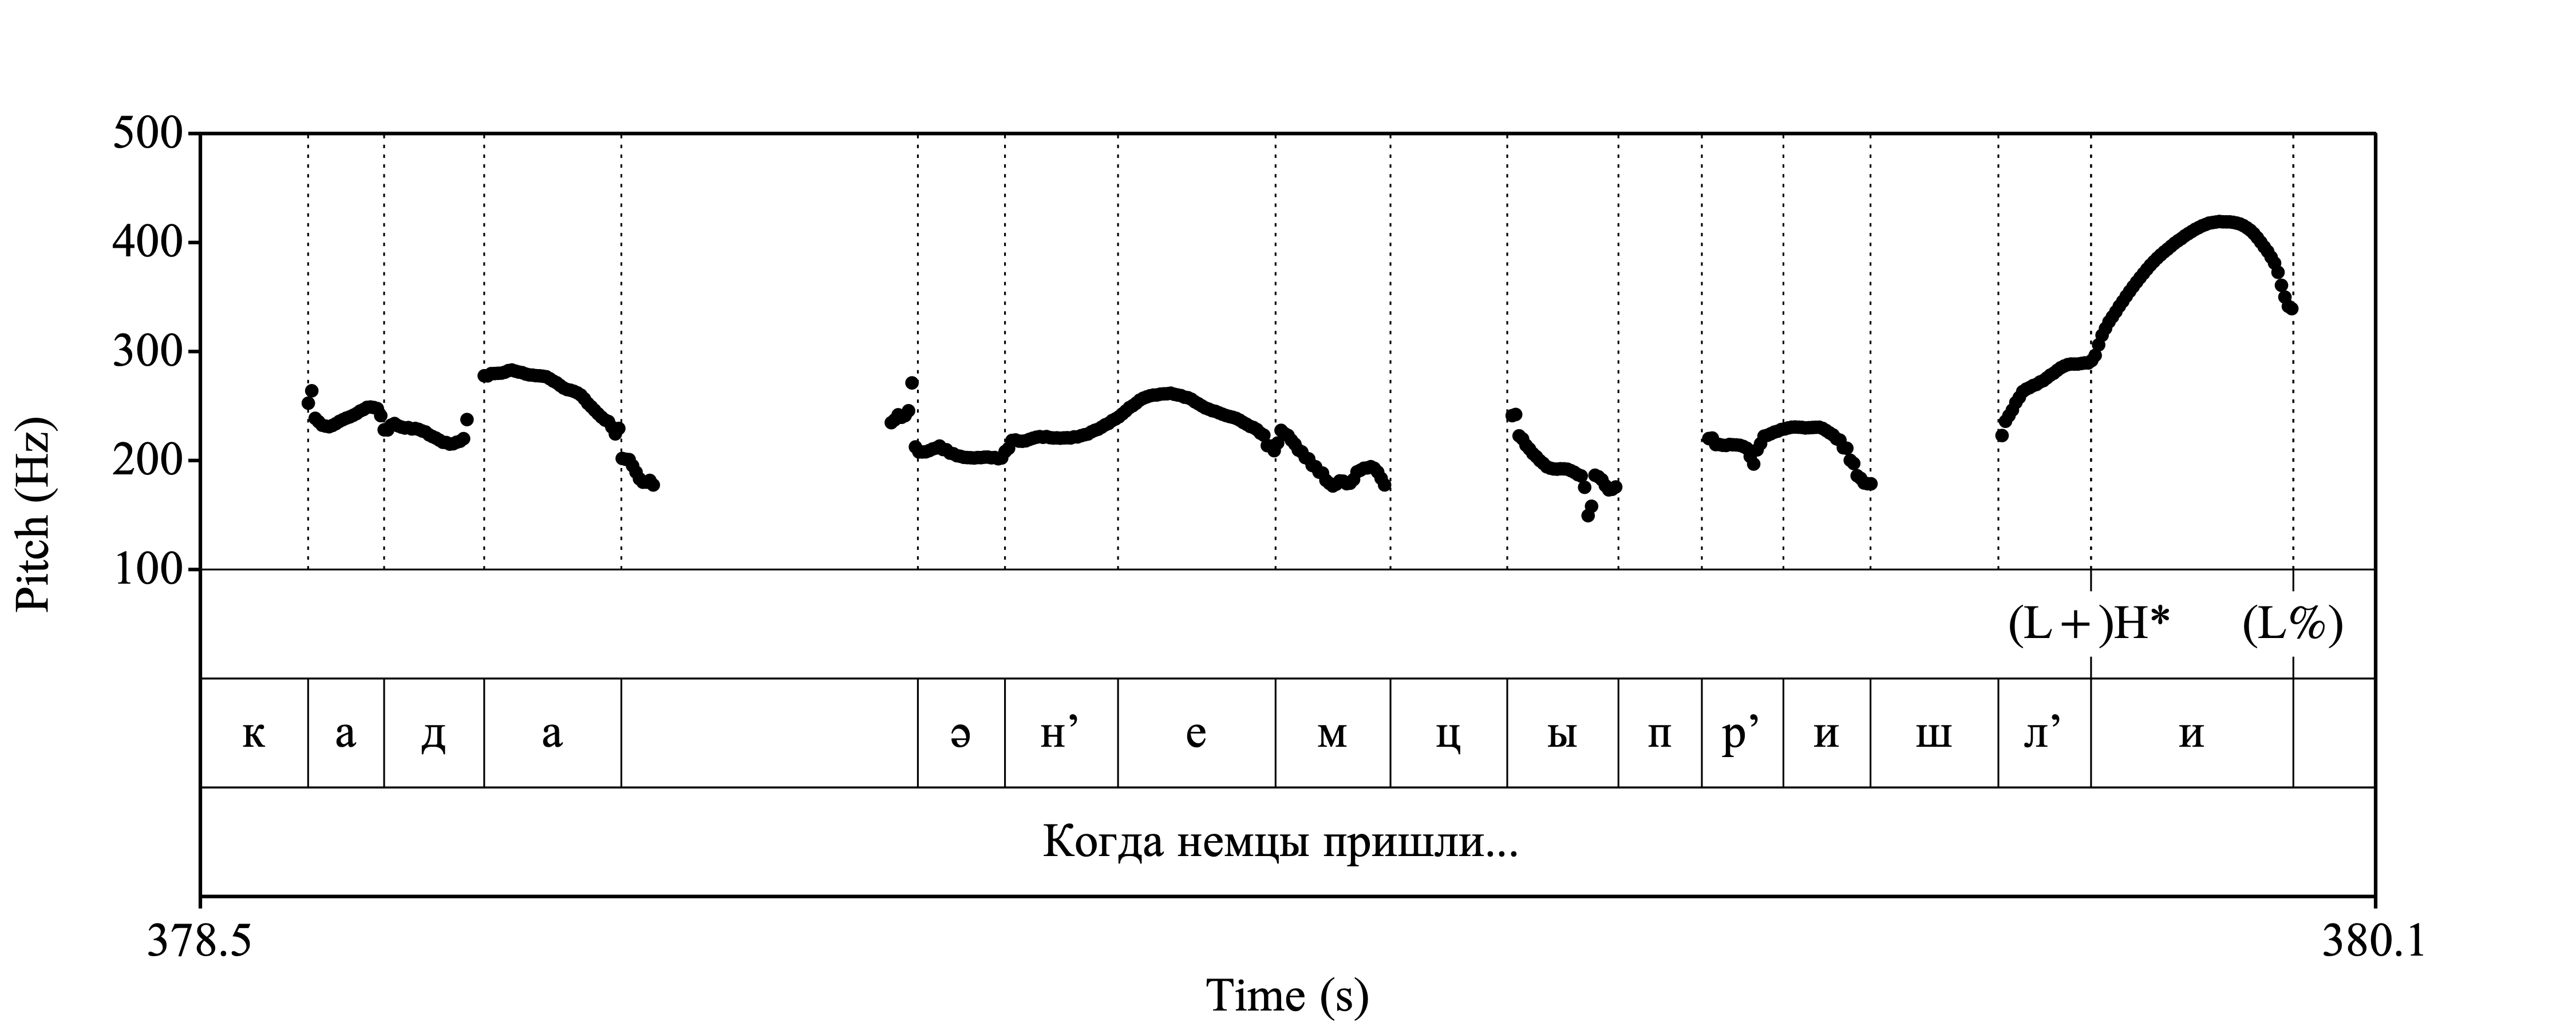 500
400
300
200
100
Pitch (Hz)
(L+)H* (L%)
к а д а ә н’ е м ц ы п р’ и ш л’ и
Когда немцы пришли...
378.5 380.1
Time (s)